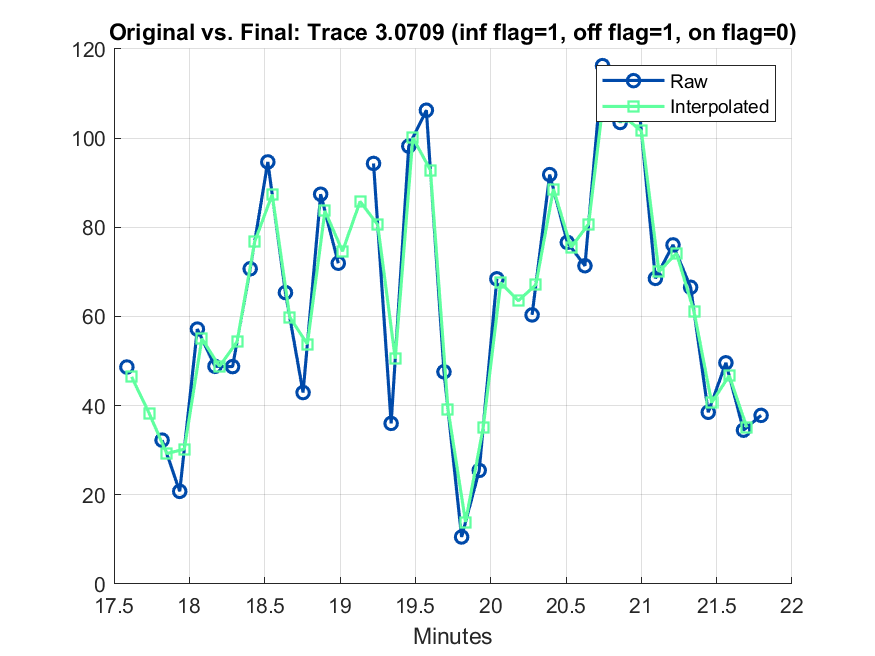 Original vs. Final: Trace 3.0709 (inf flag=1, off flag=1, on flag=0)
120
100
80
60
40
20
0
Raw
Interpolated
17.5 18 18.5 19 19.5 20 20.5 21 21.5 22
Minutes